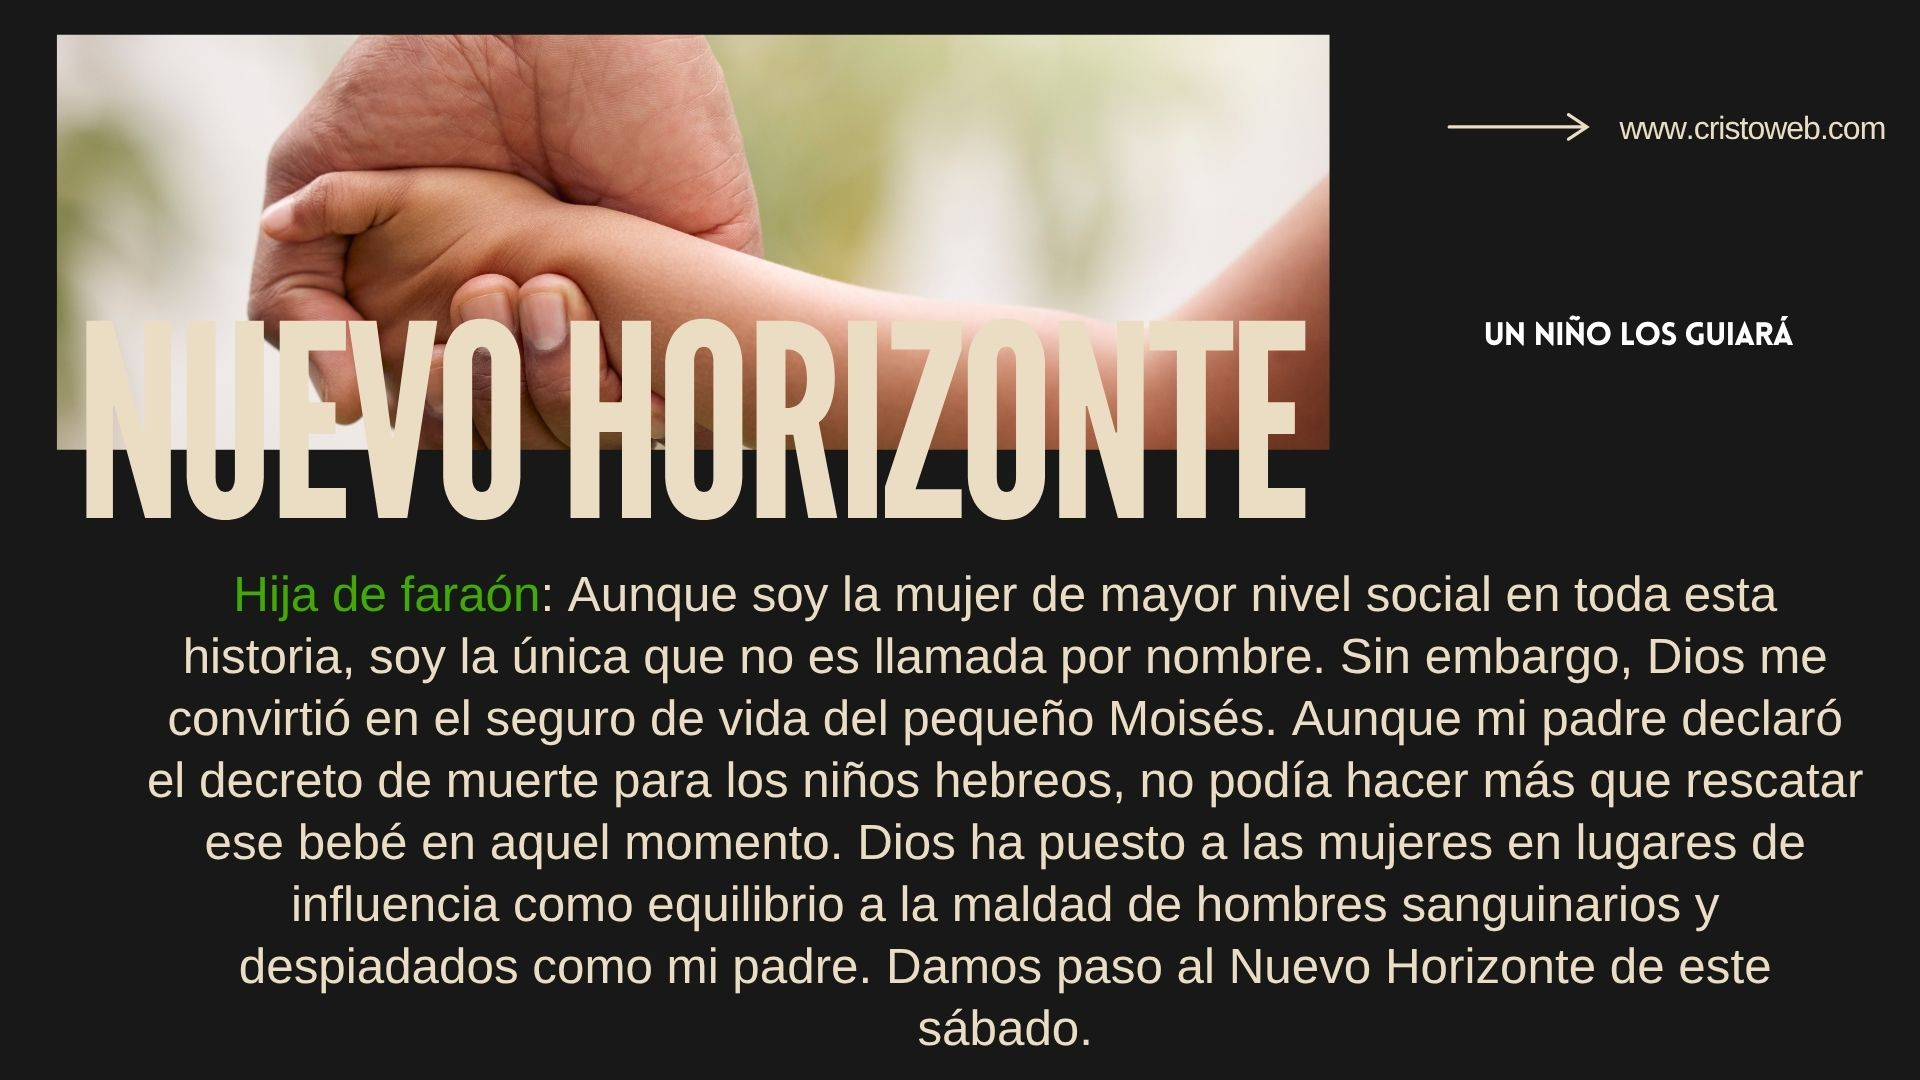 www.cristoweb.com
UN NIÑO LOS GUIARÁ
NUEVO HORIZONTE
Hija de faraón: Aunque soy la mujer de mayor nivel social en toda esta
historia, soy la única que no es llamada por nombre. Sin embargo, Dios me
convirtió en el seguro de vida del pequeño Moisés. Aunque mi padre declaró
el decreto de muerte para los niños hebreos, no podía hacer más que rescatar
ese bebé en aquel momento. Dios ha puesto a las mujeres en lugares de
influencia como equilibrio a la maldad de hombres sanguinarios y
despiadados como mi padre. Damos paso al Nuevo Horizonte de este
sábado.